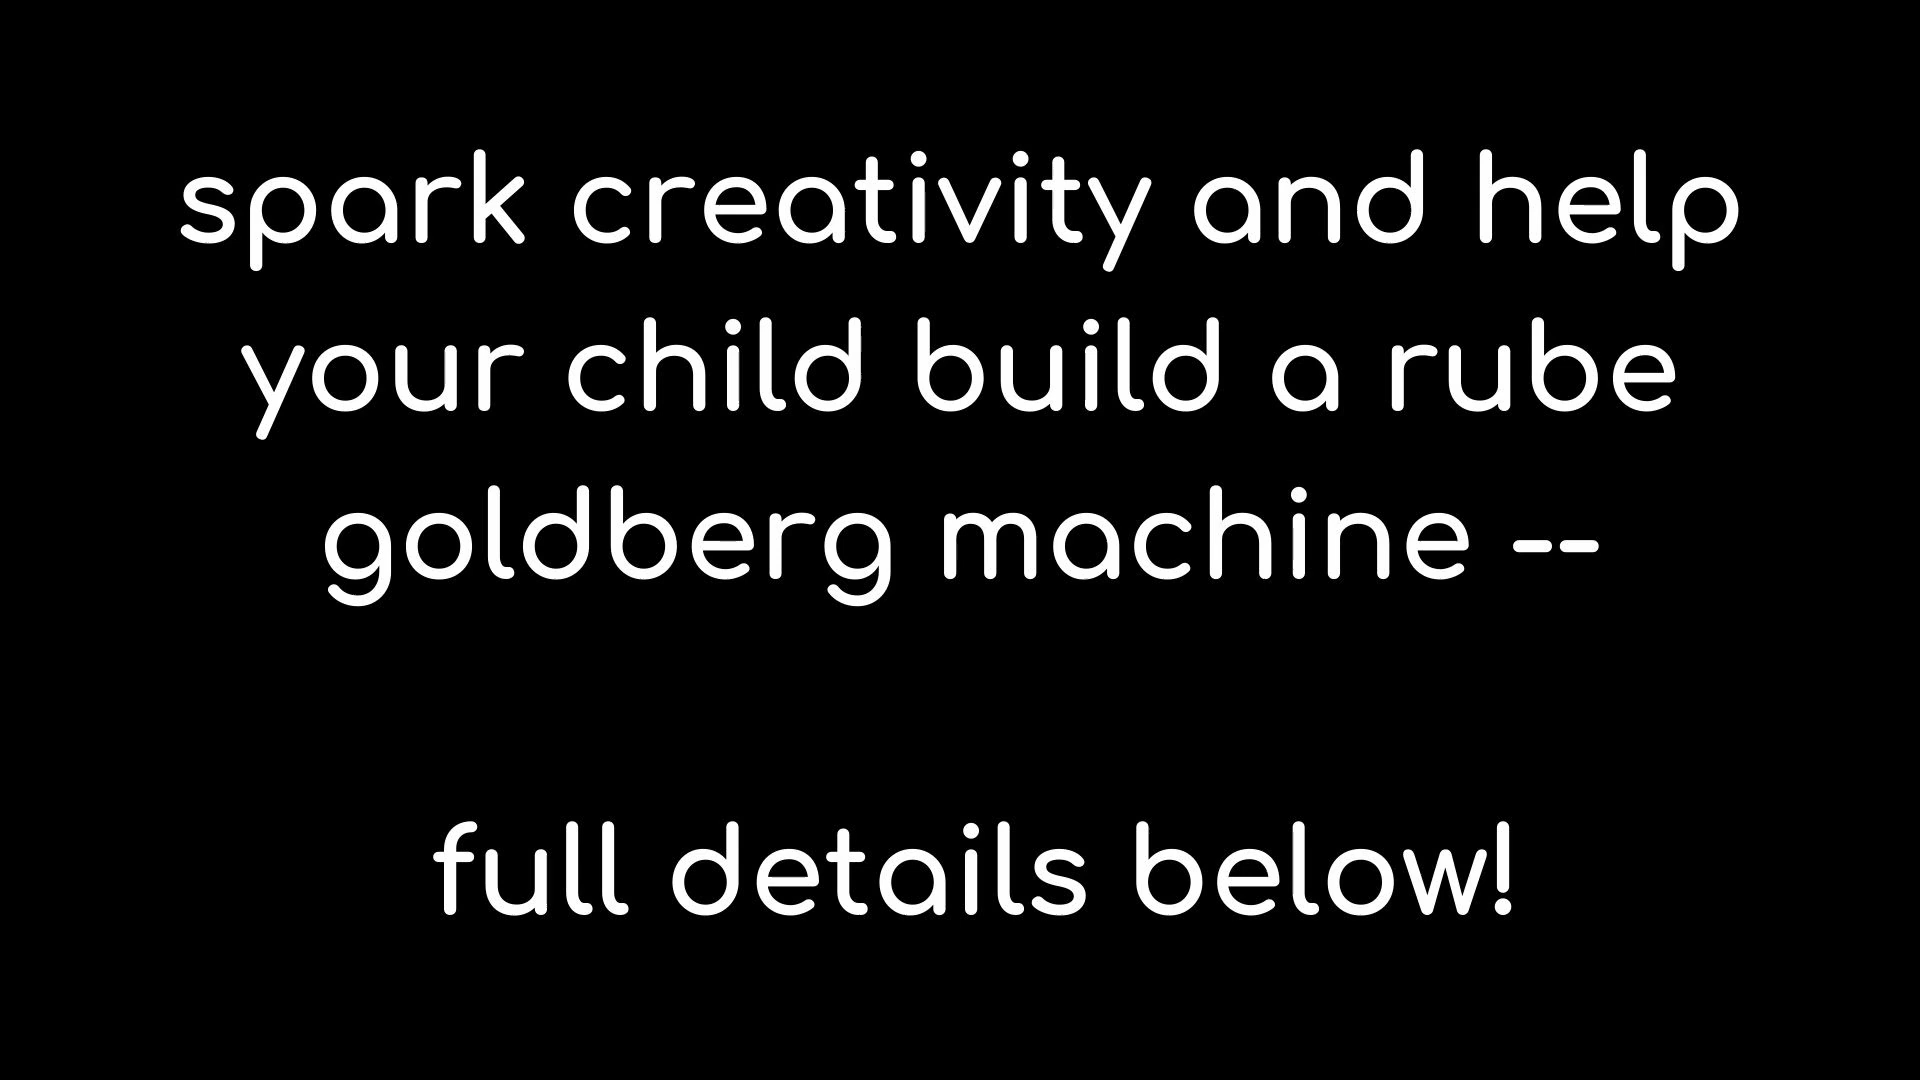 spark creativity and help
your child build a rube
goldberg machine --
full details below!